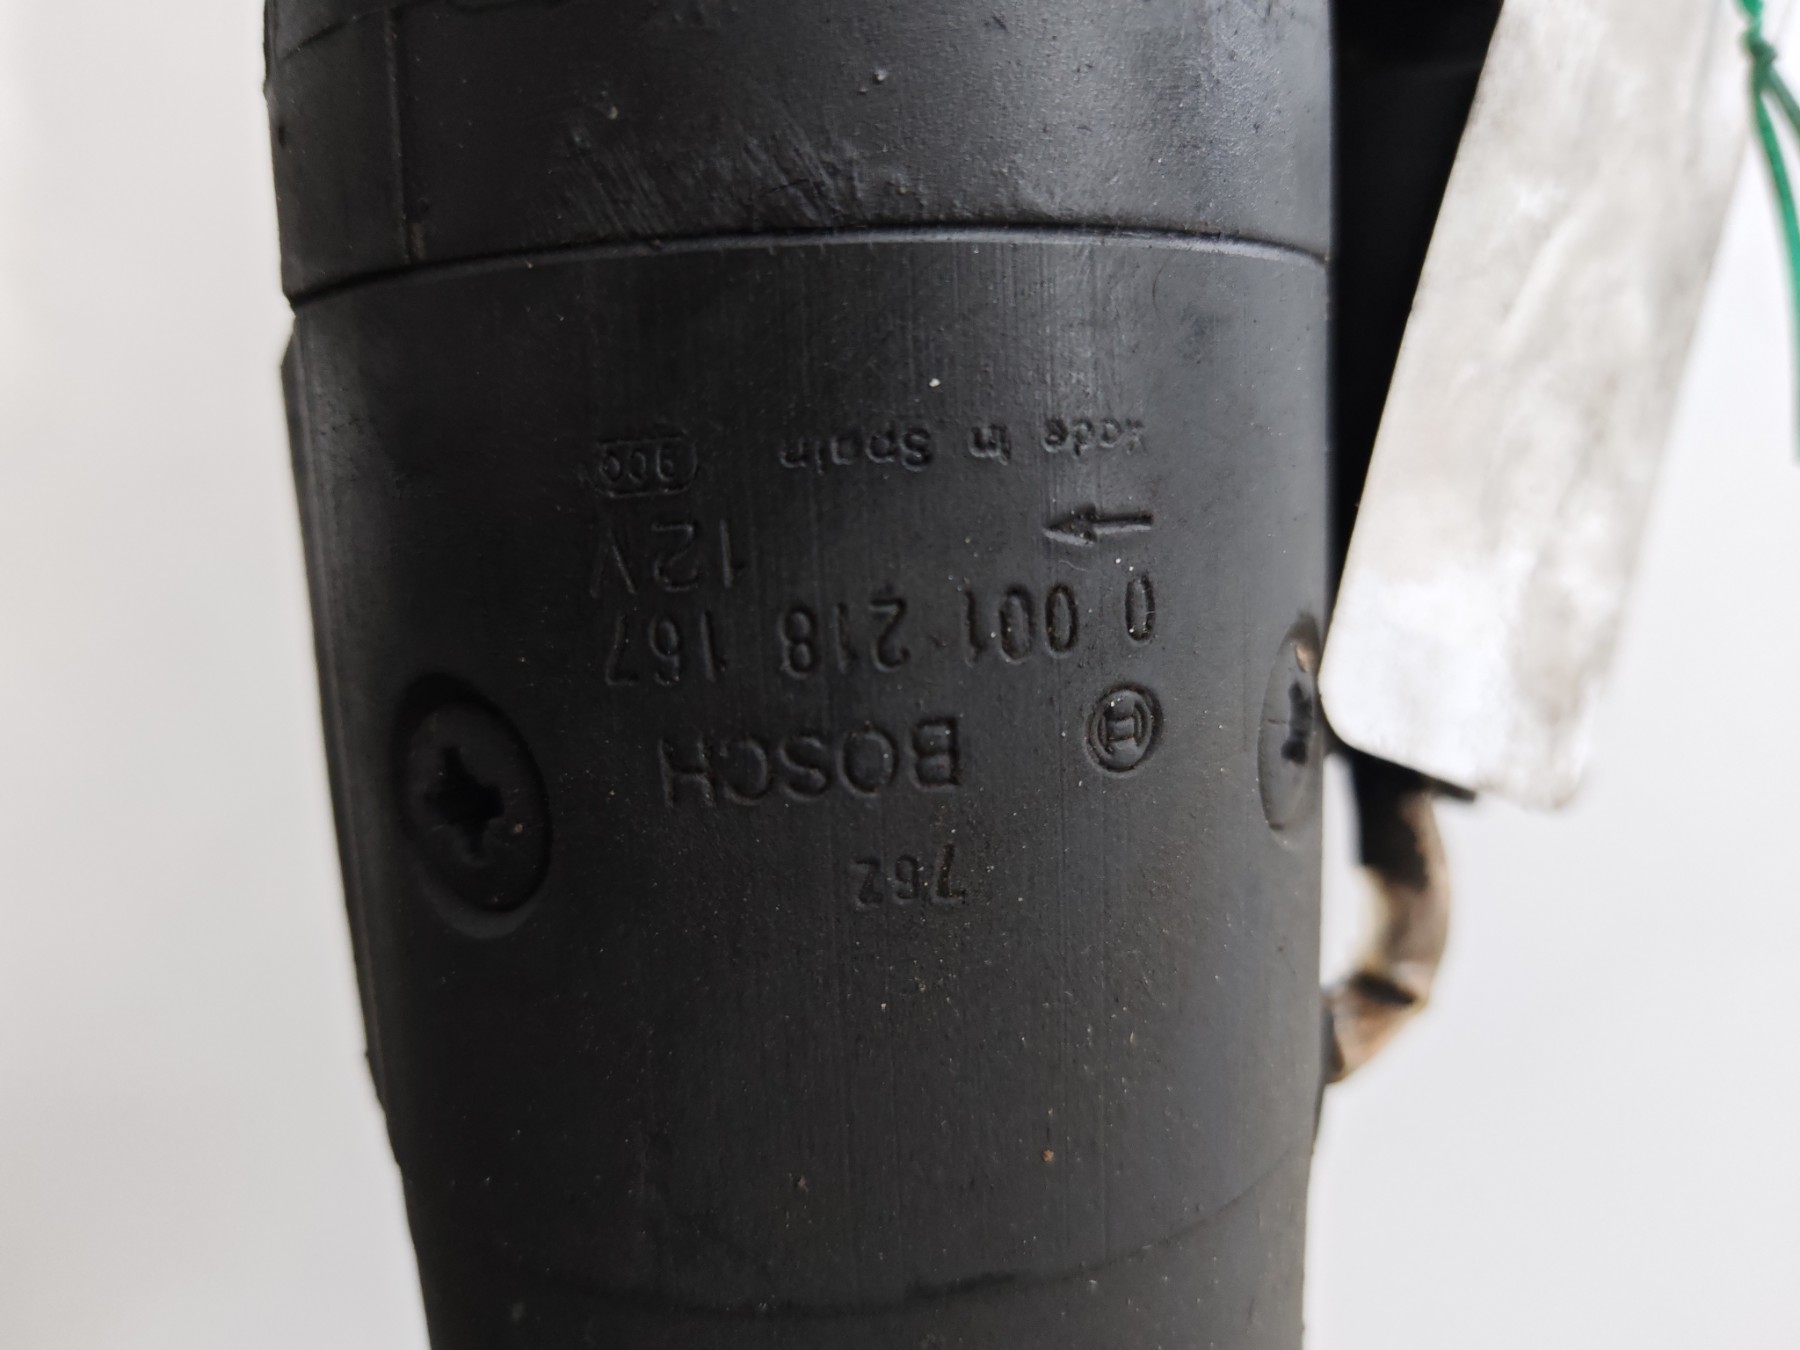 762
BOSCH
0 001 218 167
→ 12V
Made in Spain